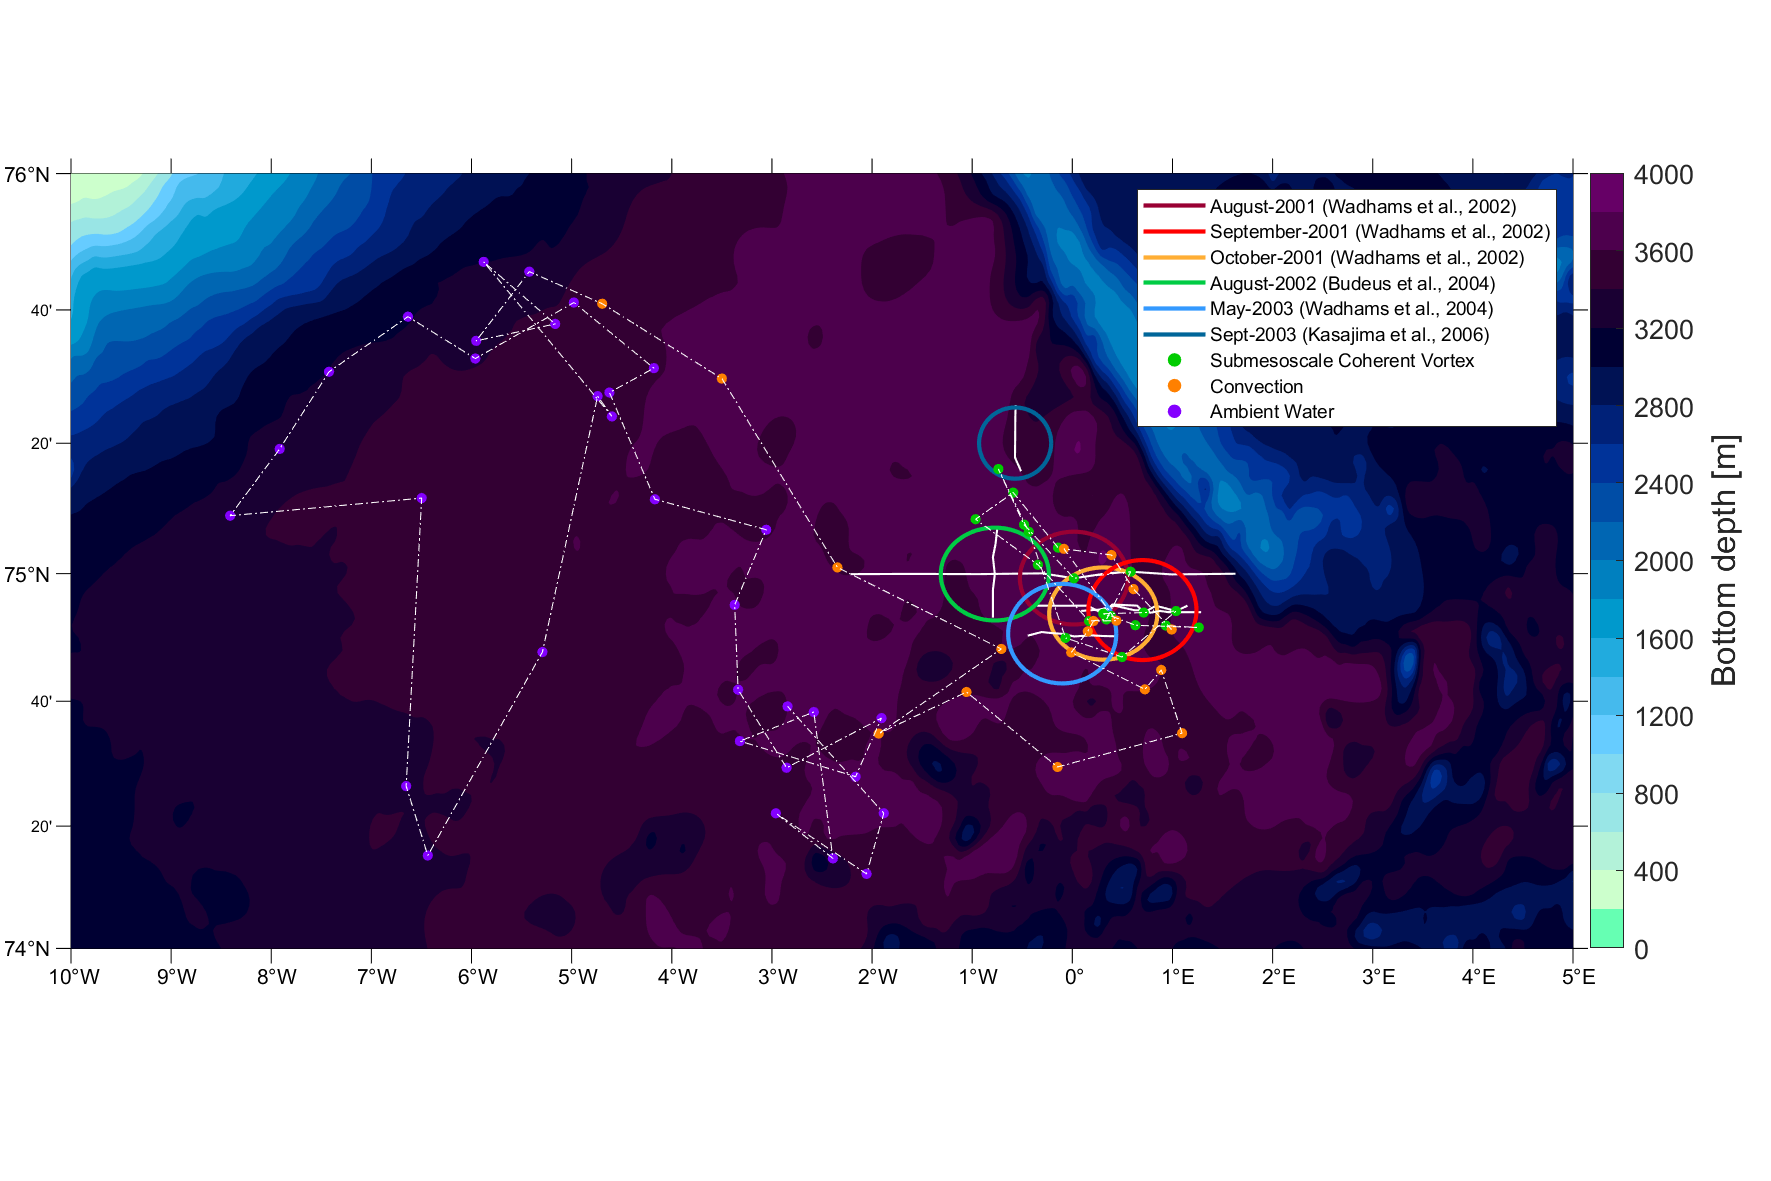 76°N
40'
20'
75°N
40'
20'
74°N
10°W
9°W
8°W
7°W
6°W
5°W
4°W
3°W
2°W
1°W
0°
1°E
2°E
3°E
4°E
5°E
August-2001 (Wadhams et al., 2002)
September-2001 (Wadhams et al., 2002)
October-2001 (Wadhams et al., 2002)
August-2002 (Budeus et al., 2004)
May-2003 (Wadhams et al., 2004)
Sept-2003 (Kasajima et al., 2006)
Submesoscale Coherent Vortex
Convection
Ambient Water
4000
3600
3200
2800
2400
2000
1600
1200
800
400
0
Bottom depth [m]